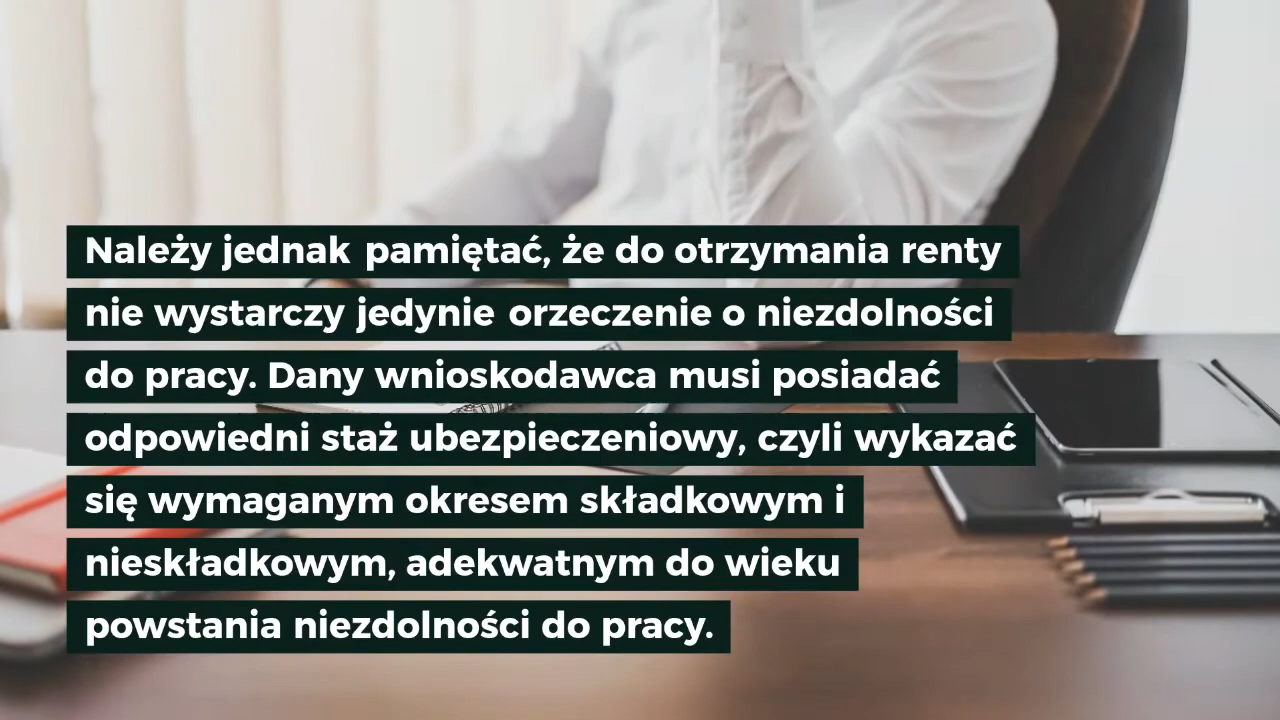 Należy jednak pamiętać, że do otrzymania renty
nie wystarczy jedynie orzeczenie o niezdolności
do pracy. Dany wnioskodawca musi posiadać
odpowiedni staż ubezpieczeniowy, czyli wykazać
się wymaganym okresem składkowym i
nieskładkowym, adekwatnym do wieku
powstania niezdolności do pracy.